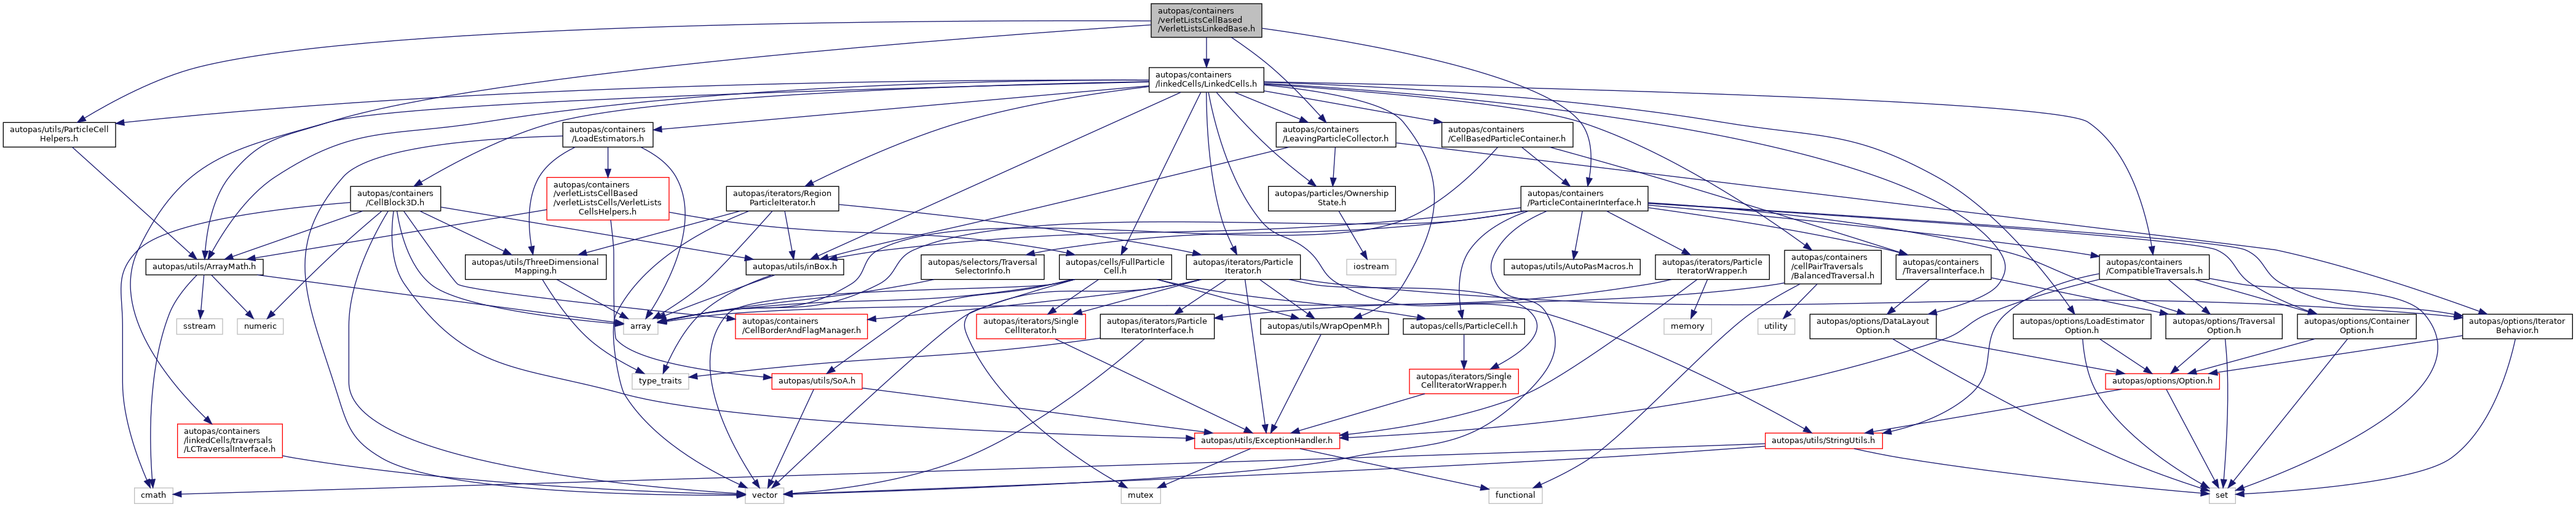 autopas/containers
/verletListsCellBased
/VerletListsLinkedBase.h
autopas/containers
/linkedCells/LinkedCells.h
autopas/utils/ParticleCell
Helpers.h
autopas/containers
/LoadEstimators.h
autopas/containers
/LeavingParticleCollector.h
autopas/containers
/CellBasedParticleContainer.h
autopas/containers
/CellBlock3D.h
autopas/containers
/verletListsCellBased
/verletListsCells/VerletLists
CellsHelpers.h
autopas/iterators/Region
ParticleIterator.h
autopas/particles/Ownership
State.h
autopas/containers
/ParticleContainerInterface.h
autopas/utils/ArrayMath.h
autopas/utils/ThreeDimensional
Mapping.h
autopas/utils/inBox.h
autopas/selectors/Traversal
SelectorInfo.h
autopas/cells/FullParticle
Cell.h
autopas/iterators/Particle
Iterator.h
iostream
autopas/utils/AutoPasMacros.h
autopas/iterators/Particle
IteratorWrapper.h
autopas/containers
/cellPairTraversals
/BalancedTraversal.h
autopas/containers
/TraversalInterface.h
autopas/containers
/CompatibleTraversals.h
sstream
numeric
array
autopas/containers
/CellBorderAndFlagManager.h
autopas/iterators/Single
CellIterator.h
autopas/iterators/Particle
IteratorInterface.h
autopas/utils/WrapOpenMP.h
autopas/cells/ParticleCell.h
memory
utility
autopas/options/DataLayout
Option.h
autopas/options/LoadEstimator
Option.h
autopas/options/Traversal
Option.h
autopas/options/Container
Option.h
autopas/options/Iterator
Behavior.h
type_traits
autopas/utils/SoA.h
autopas/iterators/Single
CellIteratorWrapper.h
autopas/options/Option.h
autopas/containers
/linkedCells/traversals
/LCTraversalInterface.h
autopas/utils/ExceptionHandler.h
autopas/utils/StringUtils.h
cmath
vector
mutex
functional
set